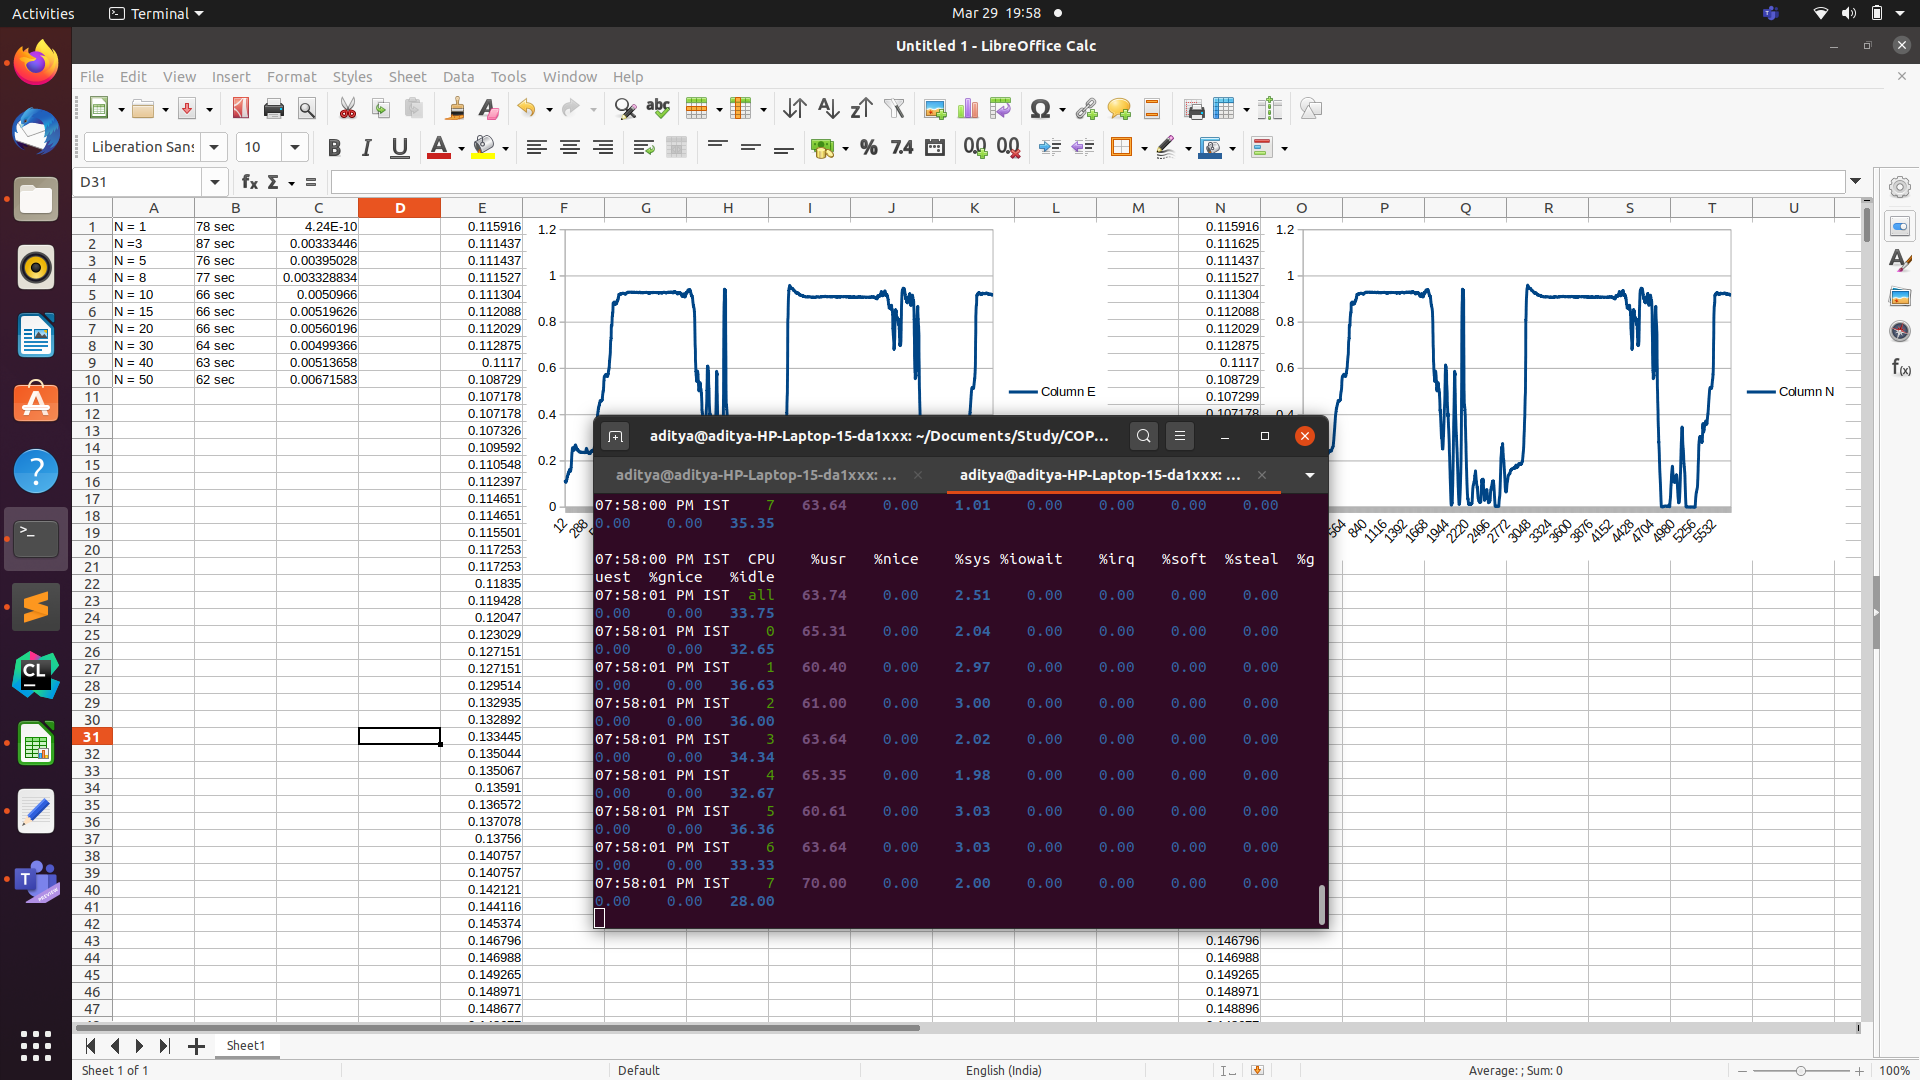 Activities Terminal Mar 29 19:58
Untitled 1 - LibreOffice Calc
File Edit View Insert Format Styles Sheet Data Tools Window Help
Liberation Sans 10
D31
A B C D E F G H I J K L M N O P Q R S T U
1 N = 1 78 sec 4.24E-10 0.115916 0.115916
2 N =3 87 sec 0.00333446 0.111437 0.111625
3 N = 5 76 sec 0.00395028 0.111437 0.111437
4 N = 8 77 sec 0.003328834 0.111527 0.111527
5 N = 10 66 sec 0.0050966 0.111304 0.111304
6 N = 15 66 sec 0.00519626 0.112088 0.112088
7 N = 20 66 sec 0.00560196 0.112029 0.112029
8 N = 30 64 sec 0.00499366 0.112875 0.112875
9 N = 40 63 sec 0.00513658 0.1117 0.1117
10 N = 50 62 sec 0.00671583 0.108729 0.108729
11 0.107178 0.107299
12 0.107178 0.107178
13 0.107326
14 0.109592
15 0.110548
16 0.112397
17 0.114651
18 0.114651
19 0.115501
20 0.117253
21 0.117253
22 0.11835
23 0.119428
24 0.12047
25 0.123029
26 0.127151
27 0.127151
28 0.129514
29 0.132935
30 0.132892
31 0.133445
32 0.135044
33 0.135067
34 0.13591
35 0.136572
36 0.137078
37 0.13756
38 0.140757
39 0.140757
40 0.142121
41 0.144116
42 0.145374
43 0.146796 0.146796
44 0.146988 0.146988
45 0.149265 0.149265
46 0.148971 0.148971
47 0.148677 0.148896
1.2
1
0.8
0.6
0.4
0.2
0
12 288
Column E
1.2
1
0.8
0.6
0.4
564 840 1116 1392 1668 1944 2220 2496 2772 3048 3324 3600 3876 4152 4428 4704 4980 5256 5532
Column N
aditya@aditya-HP-Laptop-15-da1xxx: ~/Documents/Study/COP...
aditya@aditya-HP-Laptop-15-da1xxx: ... aditya@aditya-HP-Laptop-15-da1xxx: ...
07:58:00 PM IST 7 63.64 0.00 1.01 0.00 0.00 0.00 0.00
0.00 0.00 35.35
07:58:00 PM IST CPU %usr %nice %sys %iowait %irq %soft %steal %g
uest %gnice %idle
07:58:01 PM IST all 63.74 0.00 2.51 0.00 0.00 0.00 0.00
0.00 0.00 33.75
07:58:01 PM IST 0 65.31 0.00 2.04 0.00 0.00 0.00 0.00
0.00 0.00 32.65
07:58:01 PM IST 1 60.40 0.00 2.97 0.00 0.00 0.00 0.00
0.00 0.00 36.63
07:58:01 PM IST 2 61.00 0.00 3.00 0.00 0.00 0.00 0.00
0.00 0.00 36.00
07:58:01 PM IST 3 63.64 0.00 2.02 0.00 0.00 0.00 0.00
0.00 0.00 34.34
07:58:01 PM IST 4 65.35 0.00 1.98 0.00 0.00 0.00 0.00
0.00 0.00 32.67
07:58:01 PM IST 5 60.61 0.00 3.03 0.00 0.00 0.00 0.00
0.00 0.00 36.36
07:58:01 PM IST 6 63.64 0.00 3.03 0.00 0.00 0.00 0.00
0.00 0.00 33.33
07:58:01 PM IST 7 70.00 0.00 2.00 0.00 0.00 0.00 0.00
0.00 0.00 28.00
Sheet1
Sheet 1 of 1 Default English (India) Average: ; Sum: 0 100%